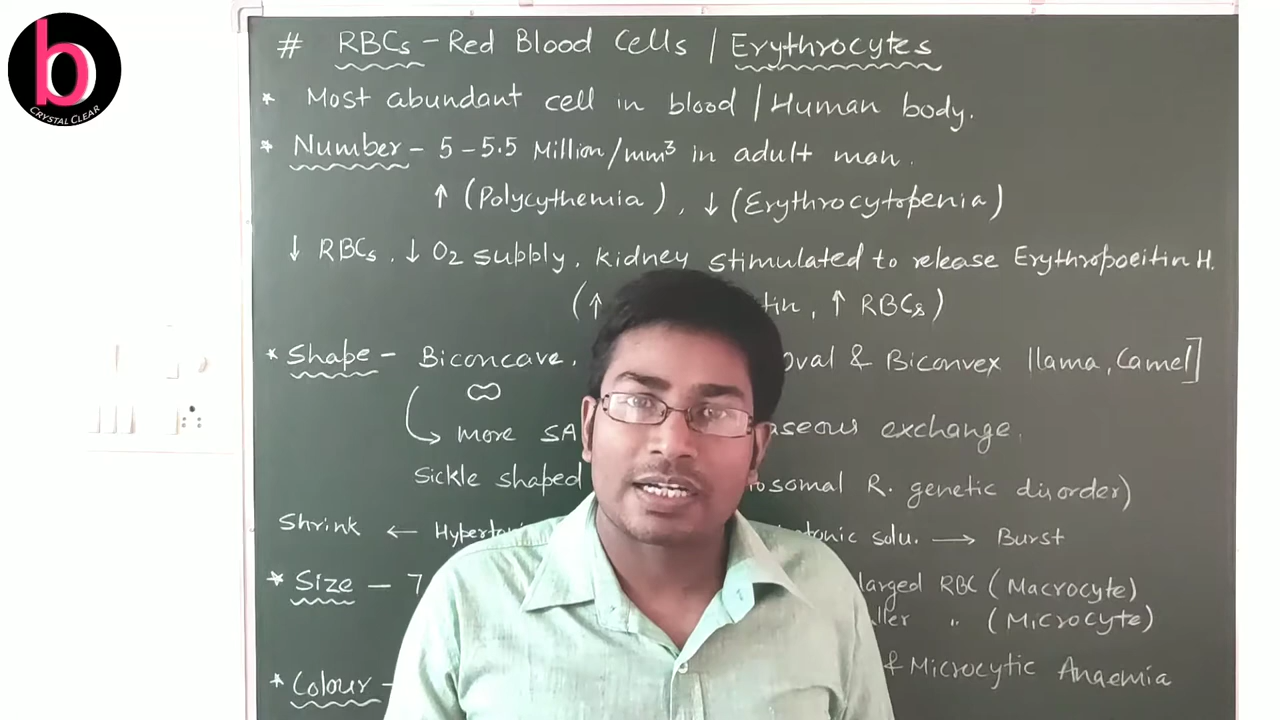 b
CRYSTAL CLEAR
# RBCs - Red Blood Cells / Erythrocytes
* Most abundant cell in blood / Human body.
* Number - 5 - 5.5 Million/mm³ in adult man.
↑ (Polycythemia), ↓ (Erythrocytopenia)
↓ RBCs, ↓ O2 subbly, kidney stimulated to release Erythropoeitin H.
(↑ tin, ↑ RBCs)
* Shape - Biconcave, oval & Biconvex llama, Camel]
more SA aseous exchange.
Sickle shaped osomal R. genetic disorder)
Shrink ← Hyperton tonic solu. → Burst
* Size - 7 larged RBC (Macrocyte)
ller " (Microcyte)
& Microcytic Anaemia
* Colour -